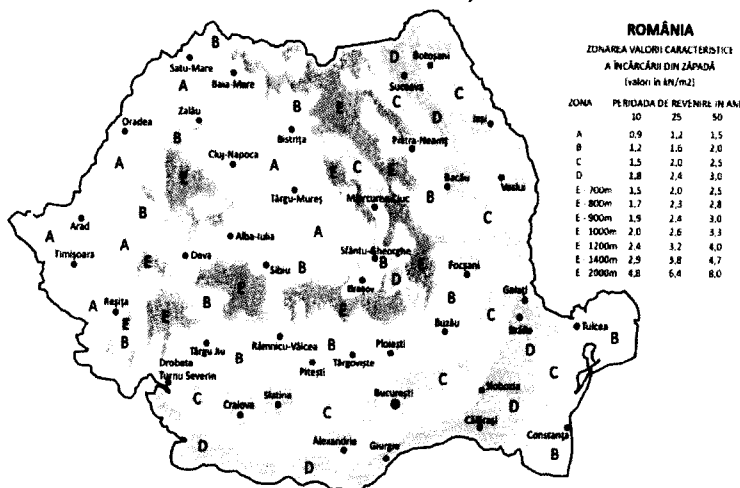 ROMÂNIA
ZONAREA VALORII CARACTERISTICE
A ÎNCĂRCĂRII DIN ZĂPADĂ
(valori în kN/m2)
ZONA PERIOADA DE REVENIRE IN ANI
10 25 50
A 0,9 1,2 1,5
B 1,2 1,6 2,0
C 1,5 2,0 2,5
D 1,8 2,4 3,0
E - 700m 1,5 2,0 2,5
E - 800m 1,7 2,3 2,8
E - 900m 1,9 2,4 3,0
E 1000m 2,0 2,6 3,3
E 1200m 2,4 3,2 4,0
E 1400m 2,9 3,8 4,7
E 2000m 4,8 6,4 8,0
B
Satu-Mare
Baia-Mare
D
Botoșani
Suceava
A
C
C
Oradea
Zalău
B
E
D
Iași
B
Bistrița
Piatra-Neamț
A
Cluj-Napoca
A
E
C
E
E
Bacău
Vaslui
Târgu-Mureș
Miercurea Ciuc
B
B
C
Arad
A
Alba-Iulia
A
Timișoara
A
E
Deva
Sibiu
B
Sfântu-Gheorghe
B
E
D
Focșani
E
Brașov
Galați
A
Reșița
E
B
E
B
E
B
C
Brăila
Tulcea
B
Buzău
D
Târgu Jiu
B
Râmnicu-Vâlcea
B
Ploiești
Târgoviște
Pitești
Drobeta
Turnu Severin
C
C
Slobozia
C
Craiova
Slatina
C
București
D
Călărași
Constanța
B
D
D
Alexandria
Giurgiu